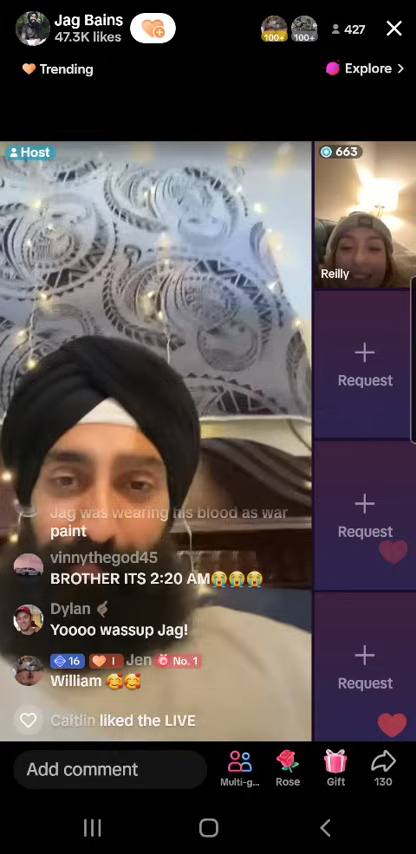 Jag Bains
47.3K likes
100+
100+
427
Trending
Explore >
Host
663
Reilly
Request
Request
Request
Jag was wearing his blood as war
paint
vinnythegod45
BROTHER ITS 2:20 AM😭😭😭
Dylan
Yoooo wassup Jag!
16 I Jen No. 1
William 🥰🥰
Caitlin liked the LIVE
Add comment
Multi-g...
Rose
Gift
130